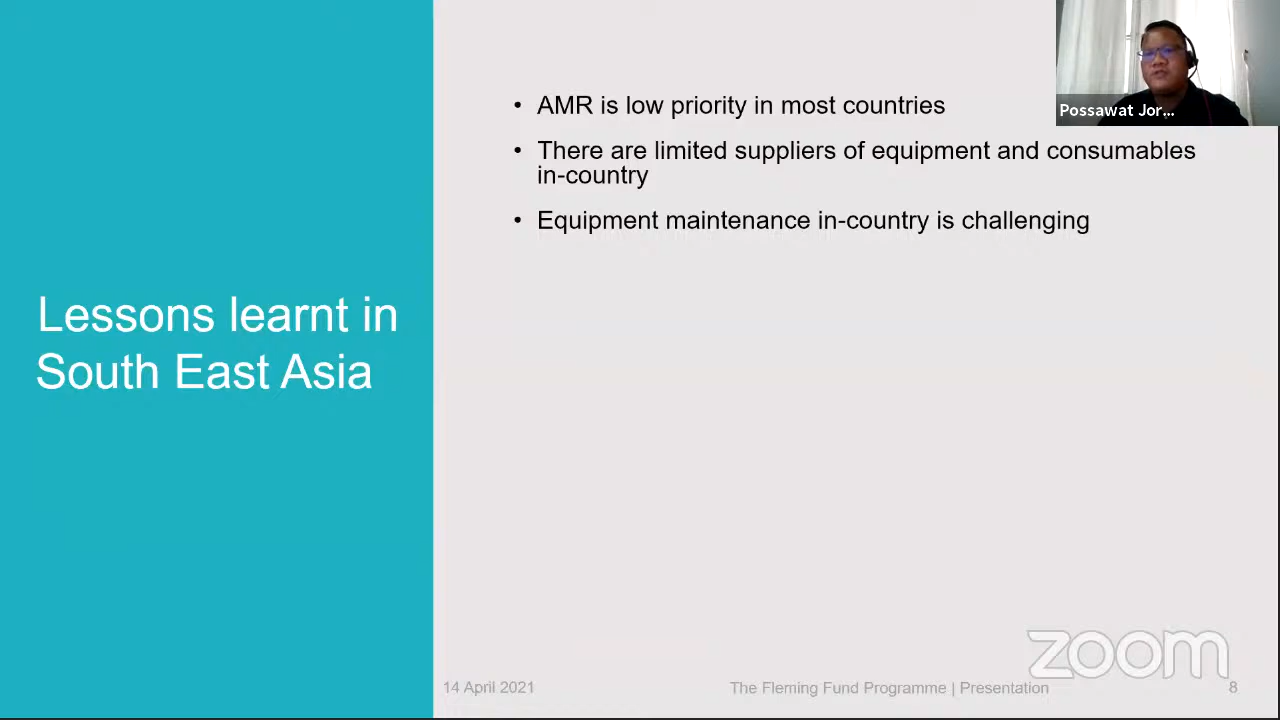 Possawat Jor...
• AMR is low priority in most countries
• There are limited suppliers of equipment and consumables
in-country
• Equipment maintenance in-country is challenging
Lessons learnt in
South East Asia
zoom
14 April 2021
The Fleming Fund Programme | Presentation
8